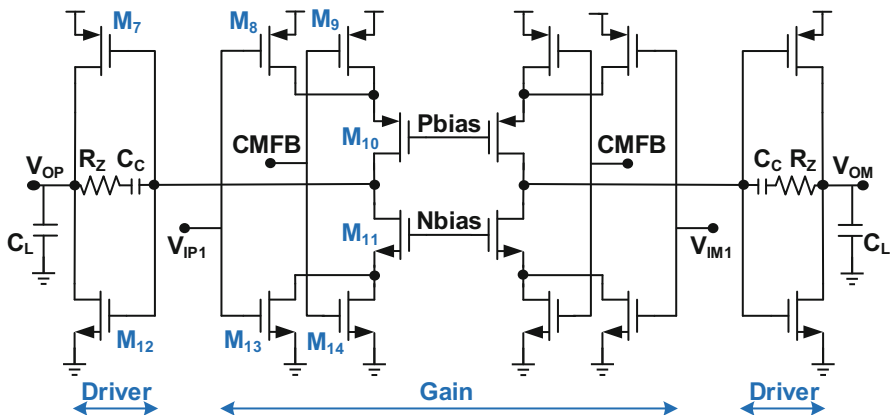 M7
M8
M9
M10
Pbias
CMFB
CMFB
VOP
RZ
CC
CC
RZ
VOM
CL
VIP1
M11
Nbias
VIM1
CL
M12
M13
M14
Driver
Gain
Driver